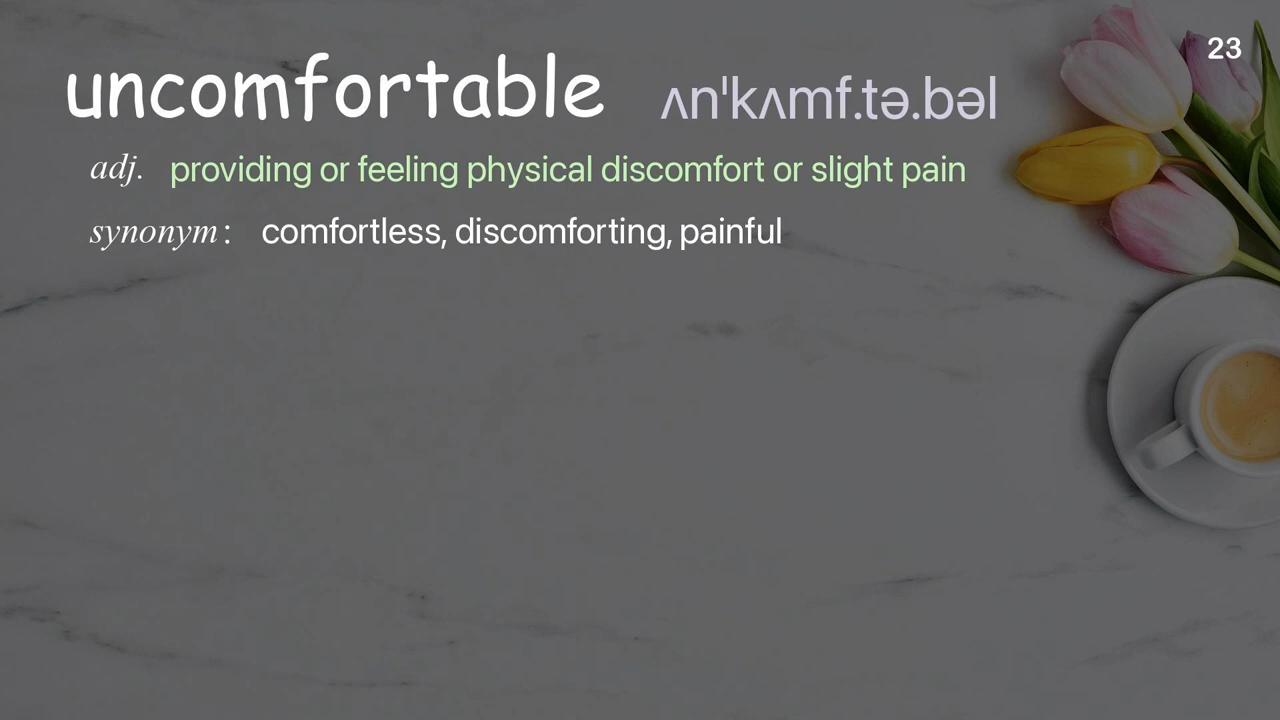 23
uncomfortable ʌnˈkʌmf.tə.bəl
adj. providing or feeling physical discomfort or slight pain
synonym: comfortless, discomforting, painful